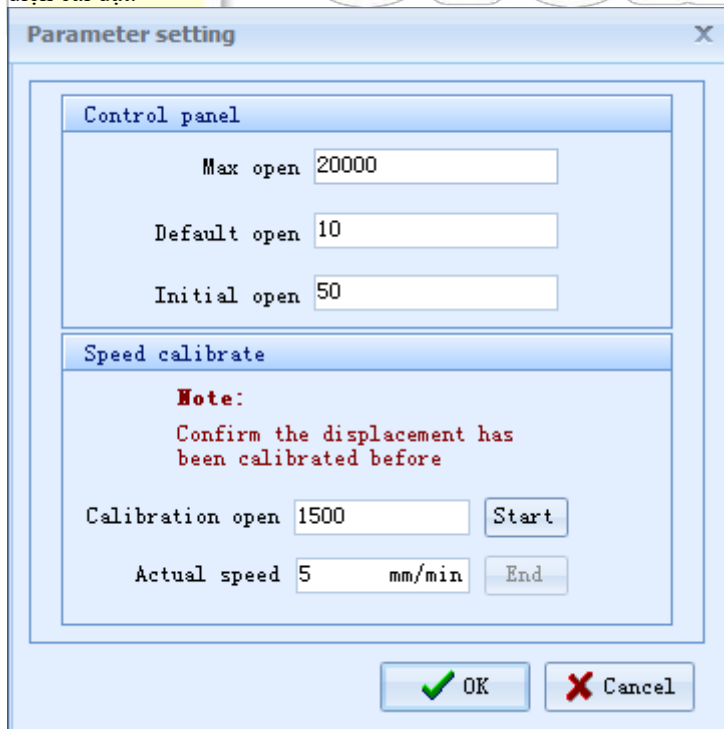 Parameter setting
Control panel
Max open 20000
Default open 10
Initial open 50
Speed calibrate
Note:
Confirm the displacement has
been calibrated before
Calibration open 1500 Start
Actual speed 5 mm/min End
OK Cancel